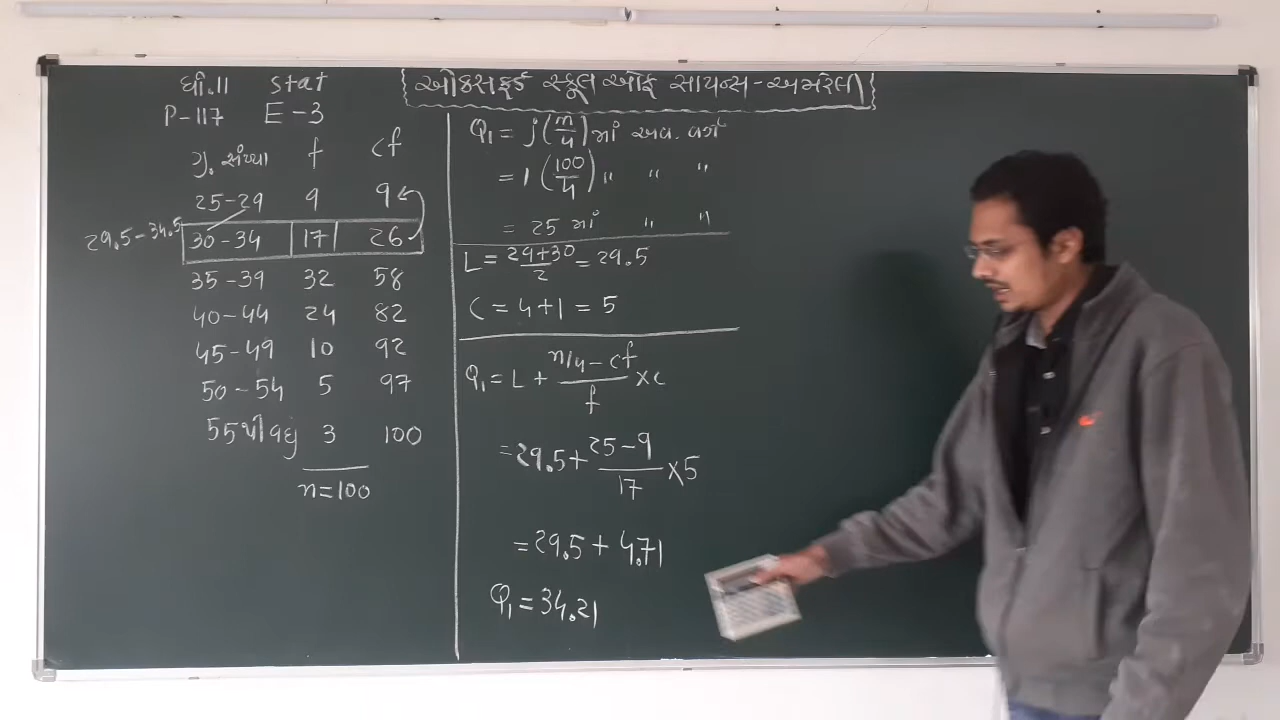 ધો.11 stat
P-117 E-3
{ ઓક્સફર્ડ સ્કૂલ ઓફ સાયન્સ-અમરેલી }
ગુ. સંખ્યા f cf
25-29 9 9
29.5-34.5 30-34 17 26
35-39 32 58
40-44 24 82
45-49 10 92
50-54 5 97
55થી વધુ 3 100
n=100
Q1 = j(n/4)માં અવ. વર્ગ
= 1(100/4) " " "
= 25 માં " "
L = 29+30/2 = 29.5
C = 4+1 = 5
Q1 = L + n/4-cf/f ×c
= 29.5 + 25-9/17 ×5
= 29.5 + 4.71
Q1 = 34.21